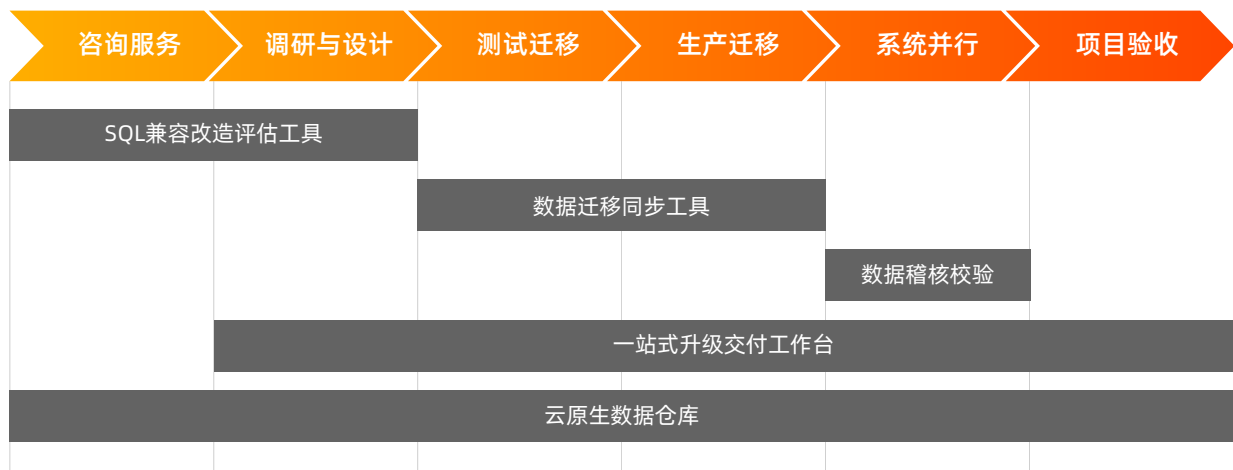 咨询服务
调研与设计
测试迁移
生产迁移
系统并行
项目验收
SQL兼容改造评估工具
数据迁移同步工具
数据稽核校验
一站式升级交付工作台
云原生数据仓库